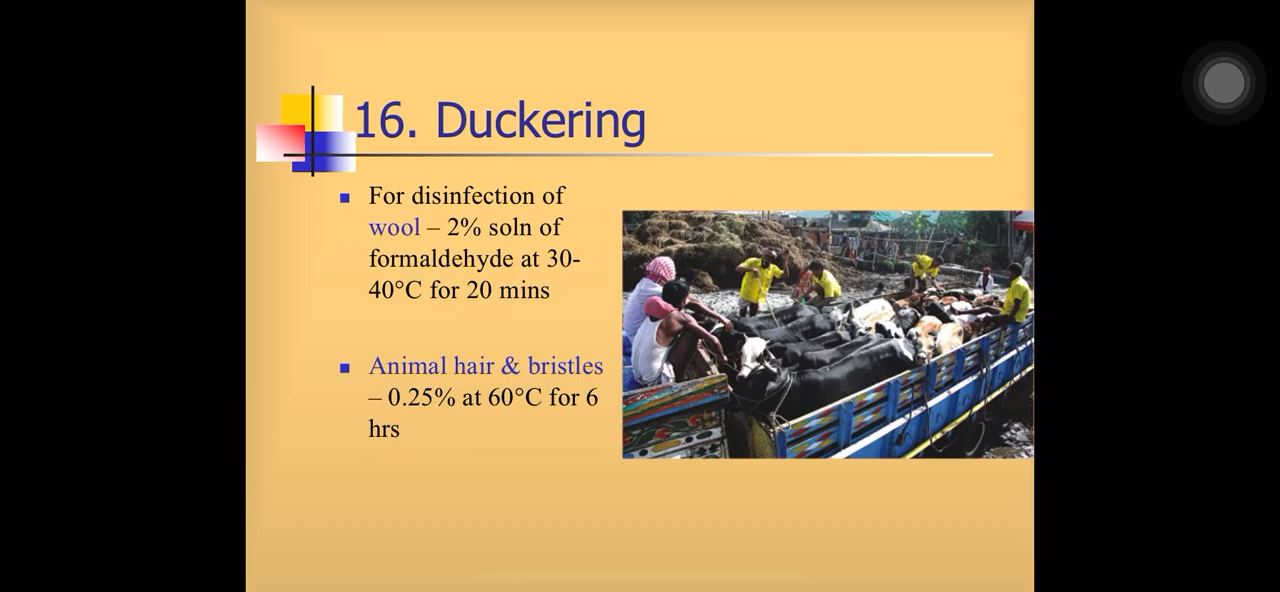 16. Duckering
For disinfection of
wool – 2% soln of
formaldehyde at 30-
40°C for 20 mins
Animal hair & bristles
– 0.25% at 60°C for 6
hrs